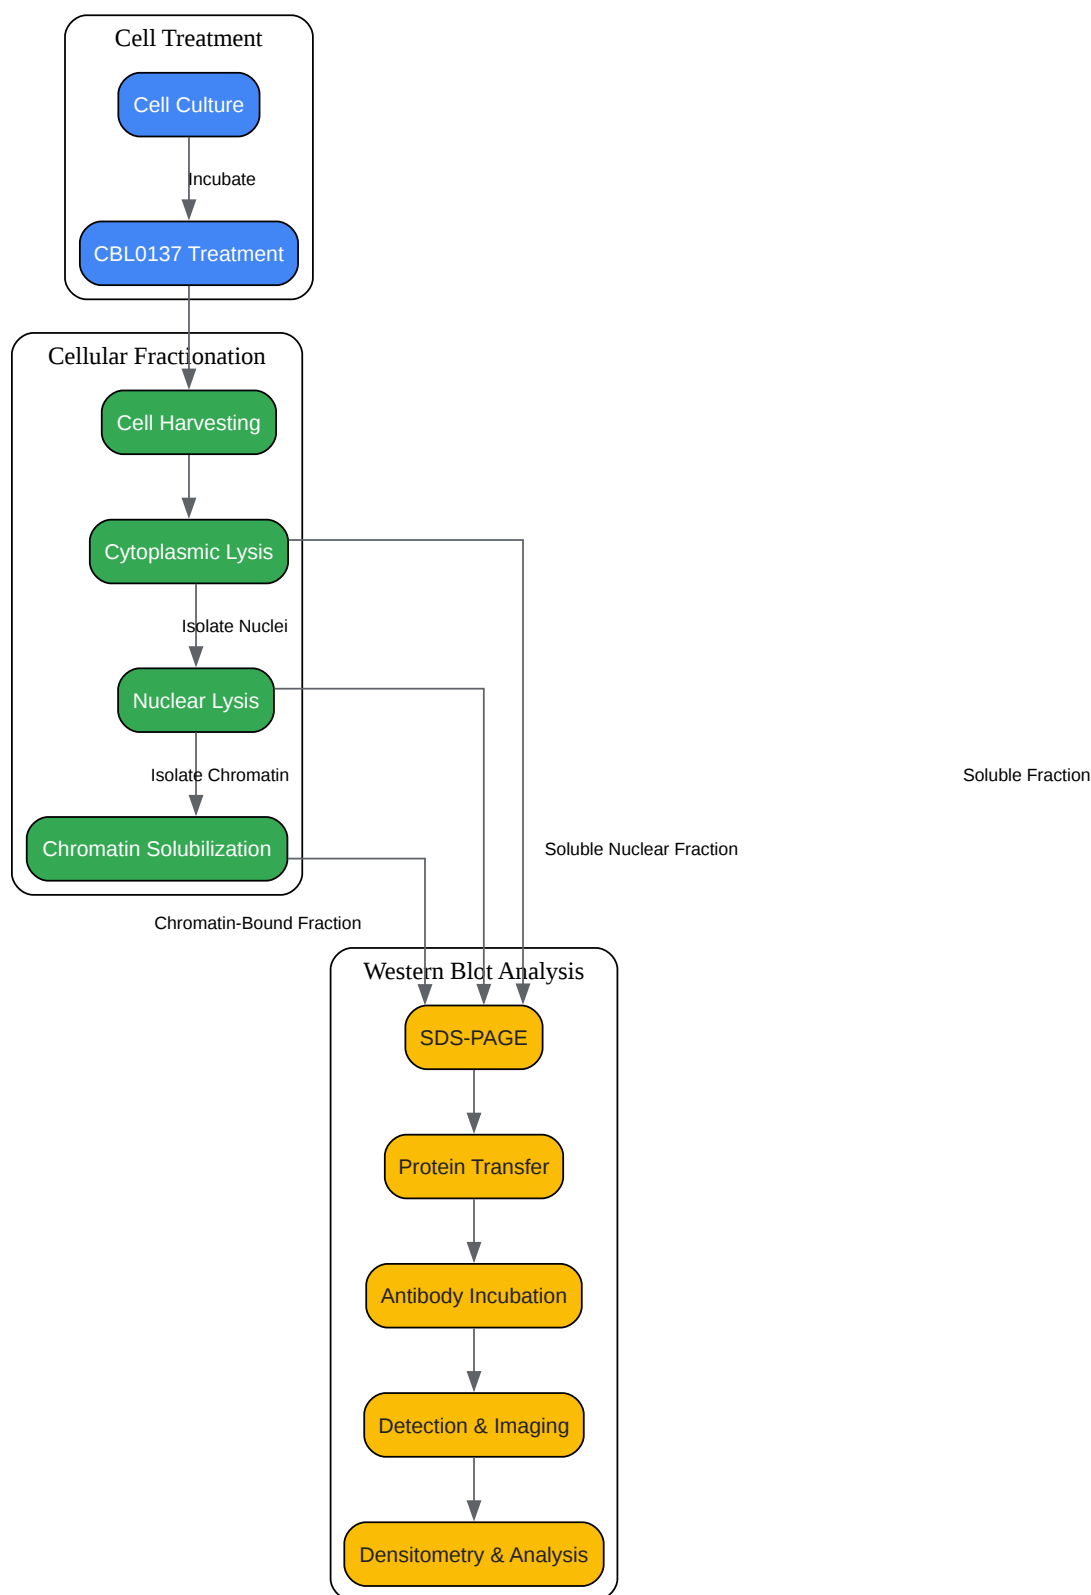 Cell Treatment
Cell Culture
Incubate
CBL0137 Treatment
Cellular Fractionation
Cell Harvesting
Cytoplasmic Lysis
Isolate Nuclei
Nuclear Lysis
Isolate Chromatin
Soluble Fraction
Chromatin Solubilization
Soluble Nuclear Fraction
Chromatin-Bound Fraction
Western Blot Analysis
SDS-PAGE
Protein Transfer
Antibody Incubation
Detection & Imaging
Densitometry & Analysis